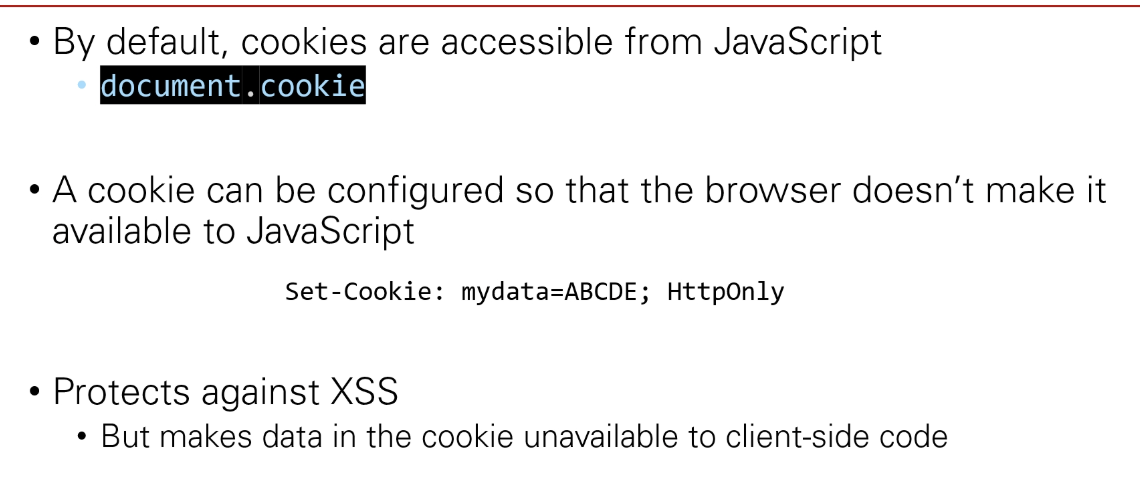 • By default, cookies are accessible from JavaScript
• document.cookie
• A cookie can be configured so that the browser doesn’t make it
available to JavaScript
Set-Cookie: mydata=ABCDE; HttpOnly
• Protects against XSS
• But makes data in the cookie unavailable to client-side code